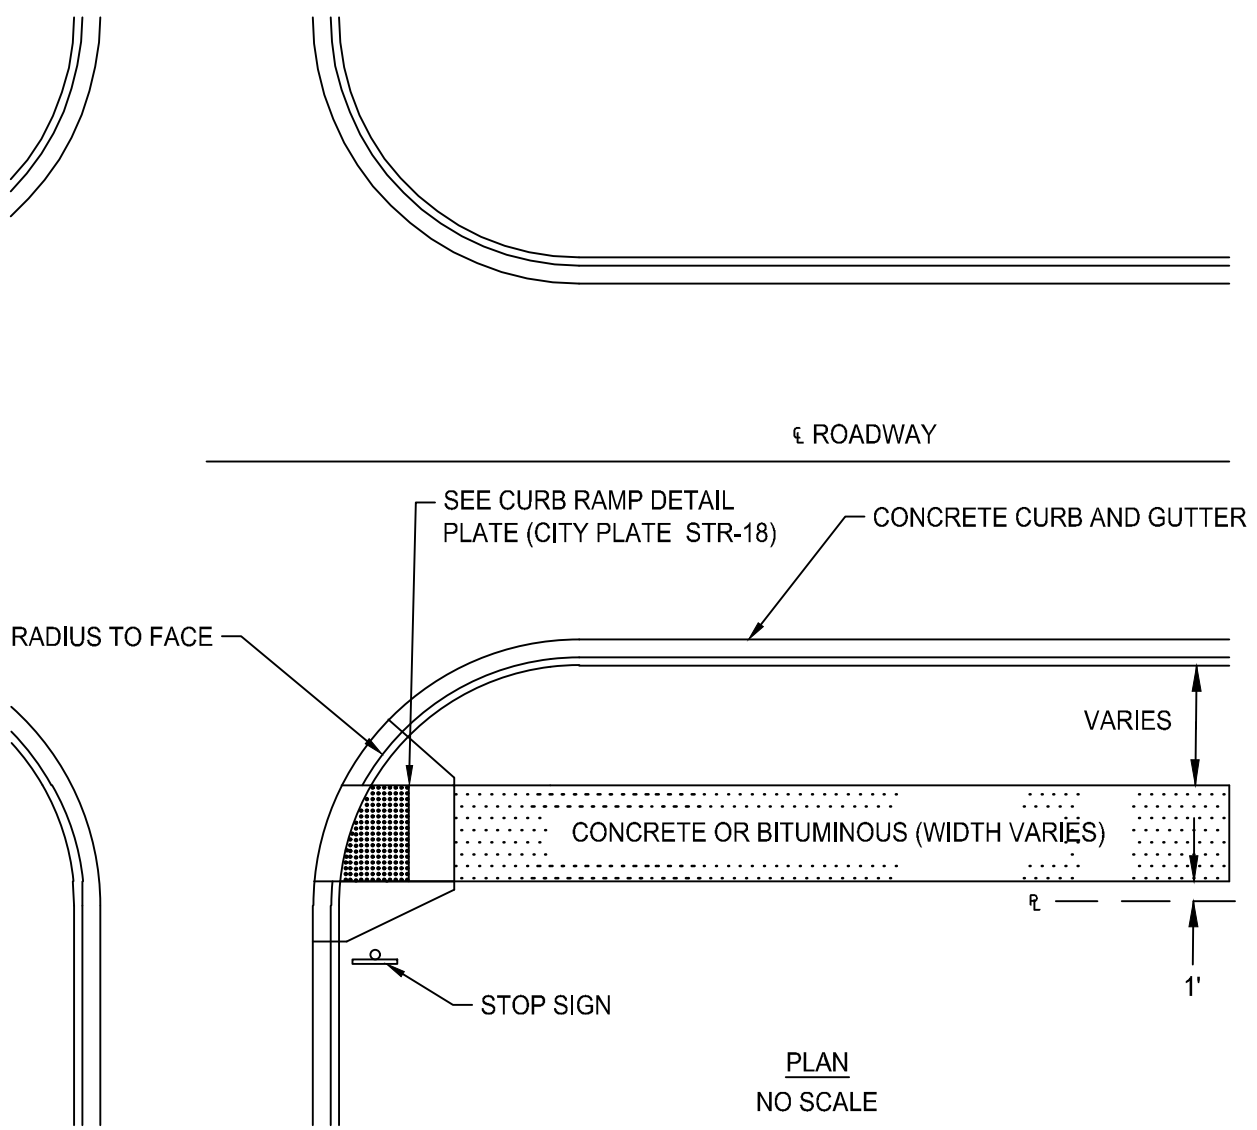 ℄ ROADWAY
SEE CURB RAMP DETAIL
PLATE (CITY PLATE STR-18)
CONCRETE CURB AND GUTTER
RADIUS TO FACE
VARIES
CONCRETE OR BITUMINOUS (WIDTH VARIES)
PL
1'
STOP SIGN
PLAN
NO SCALE